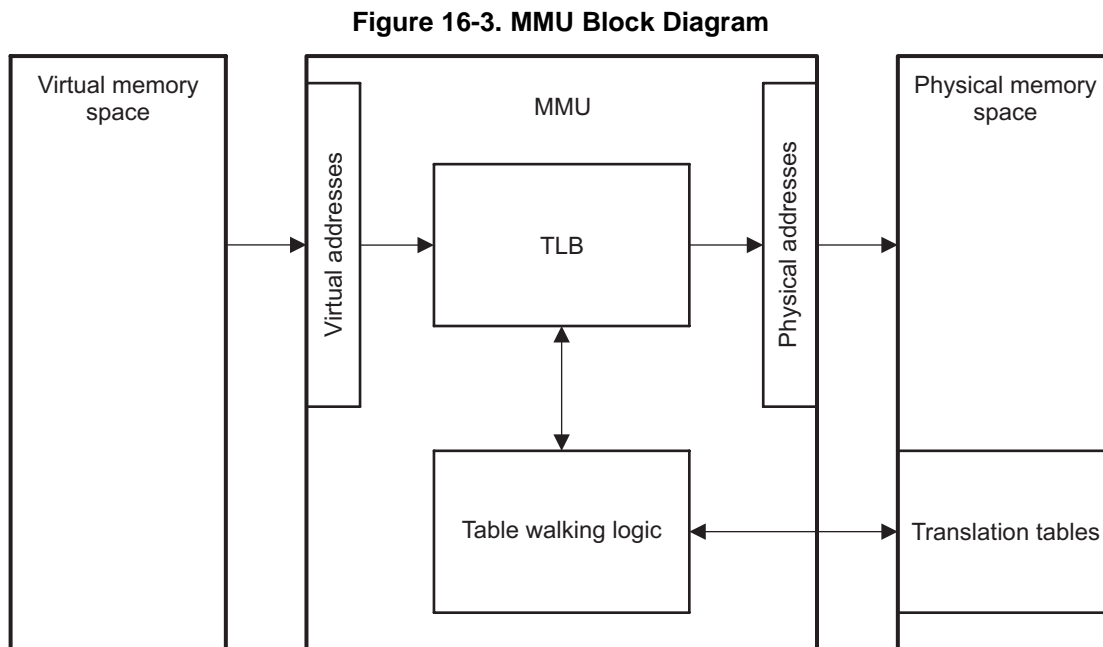 Figure 16-3. MMU Block Diagram
Virtual memory
space
Virtual addresses
MMU
TLB
Table walking logic
Physical addresses
Physical memory
space
Translation tables